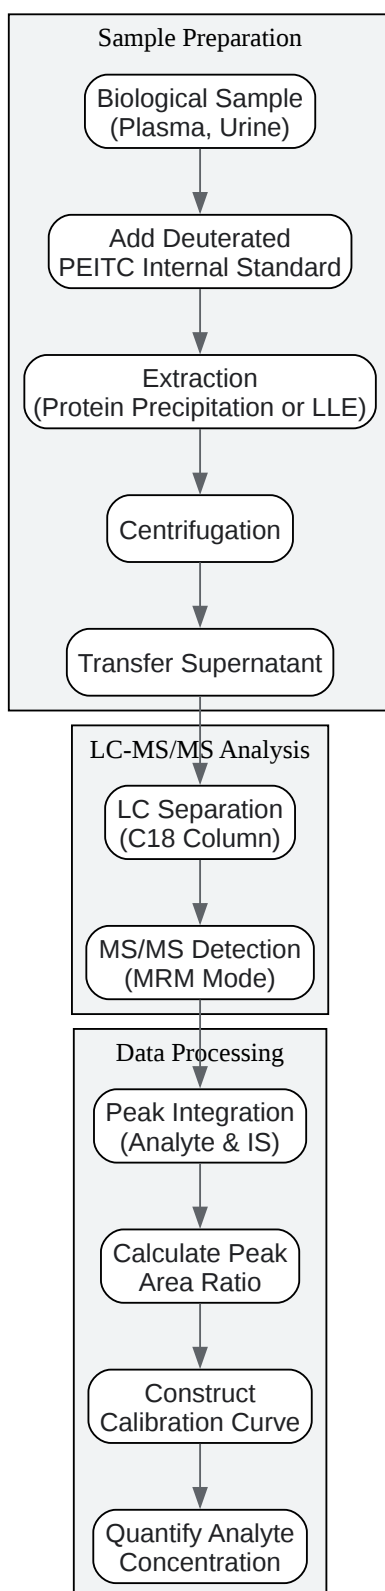 Sample Preparation
Biological Sample
(Plasma, Urine)
Add Deuterated
PEITC Internal Standard
Extraction
(Protein Precipitation or LLE)
Centrifugation
Transfer Supernatant
LC-MS/MS Analysis
LC Separation
(C18 Column)
MS/MS Detection
(MRM Mode)
Data Processing
Peak Integration
(Analyte & IS)
Calculate Peak
Area Ratio
Construct
Calibration Curve
Quantify Analyte
Concentration